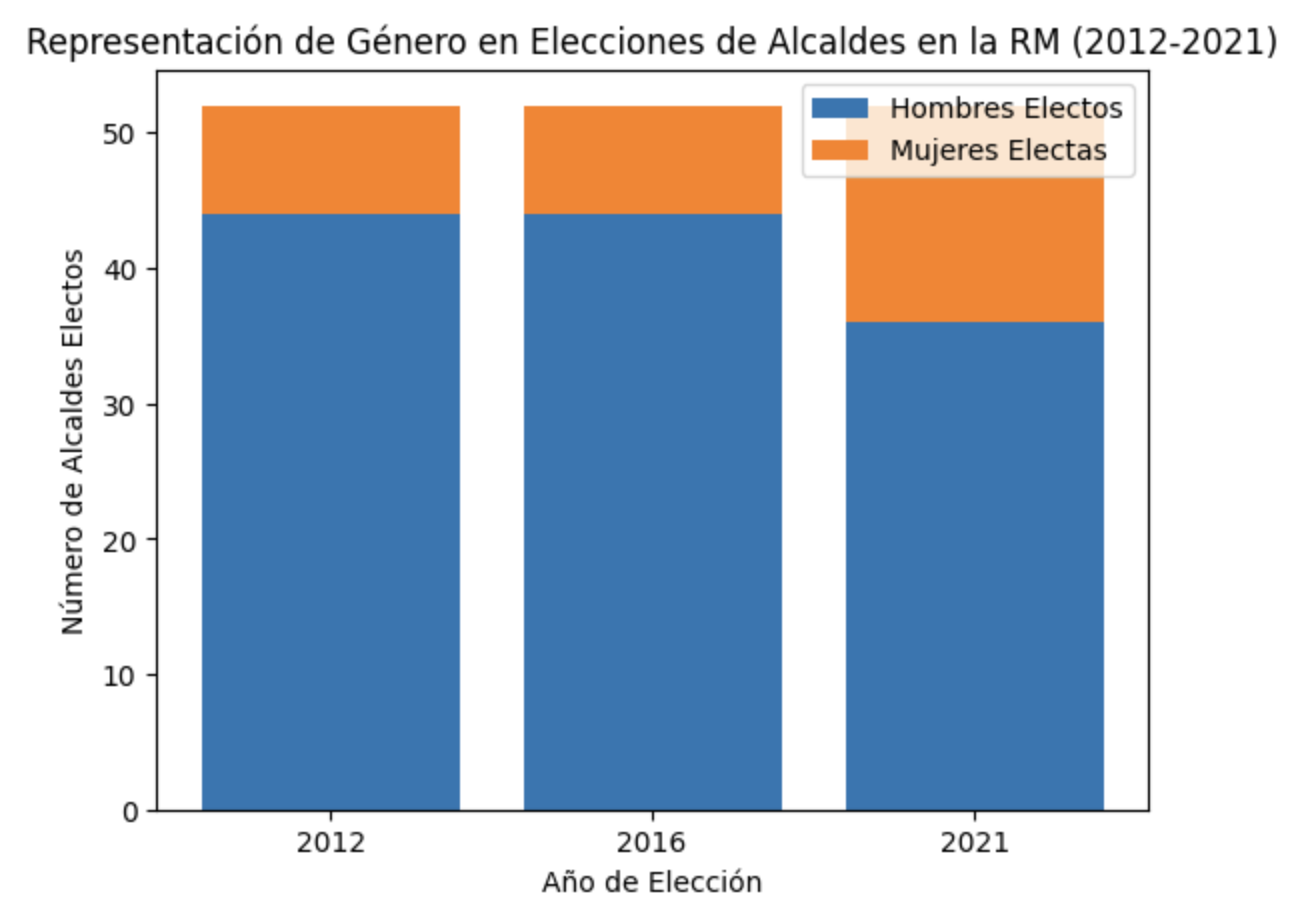 Representación de Género en Elecciones de Alcaldes en la RM (2012-2021)
Hombres Electos
Mujeres Electas
Número de Alcaldes Electos
50
40
30
20
10
0
2012 2016 2021
Año de Elección